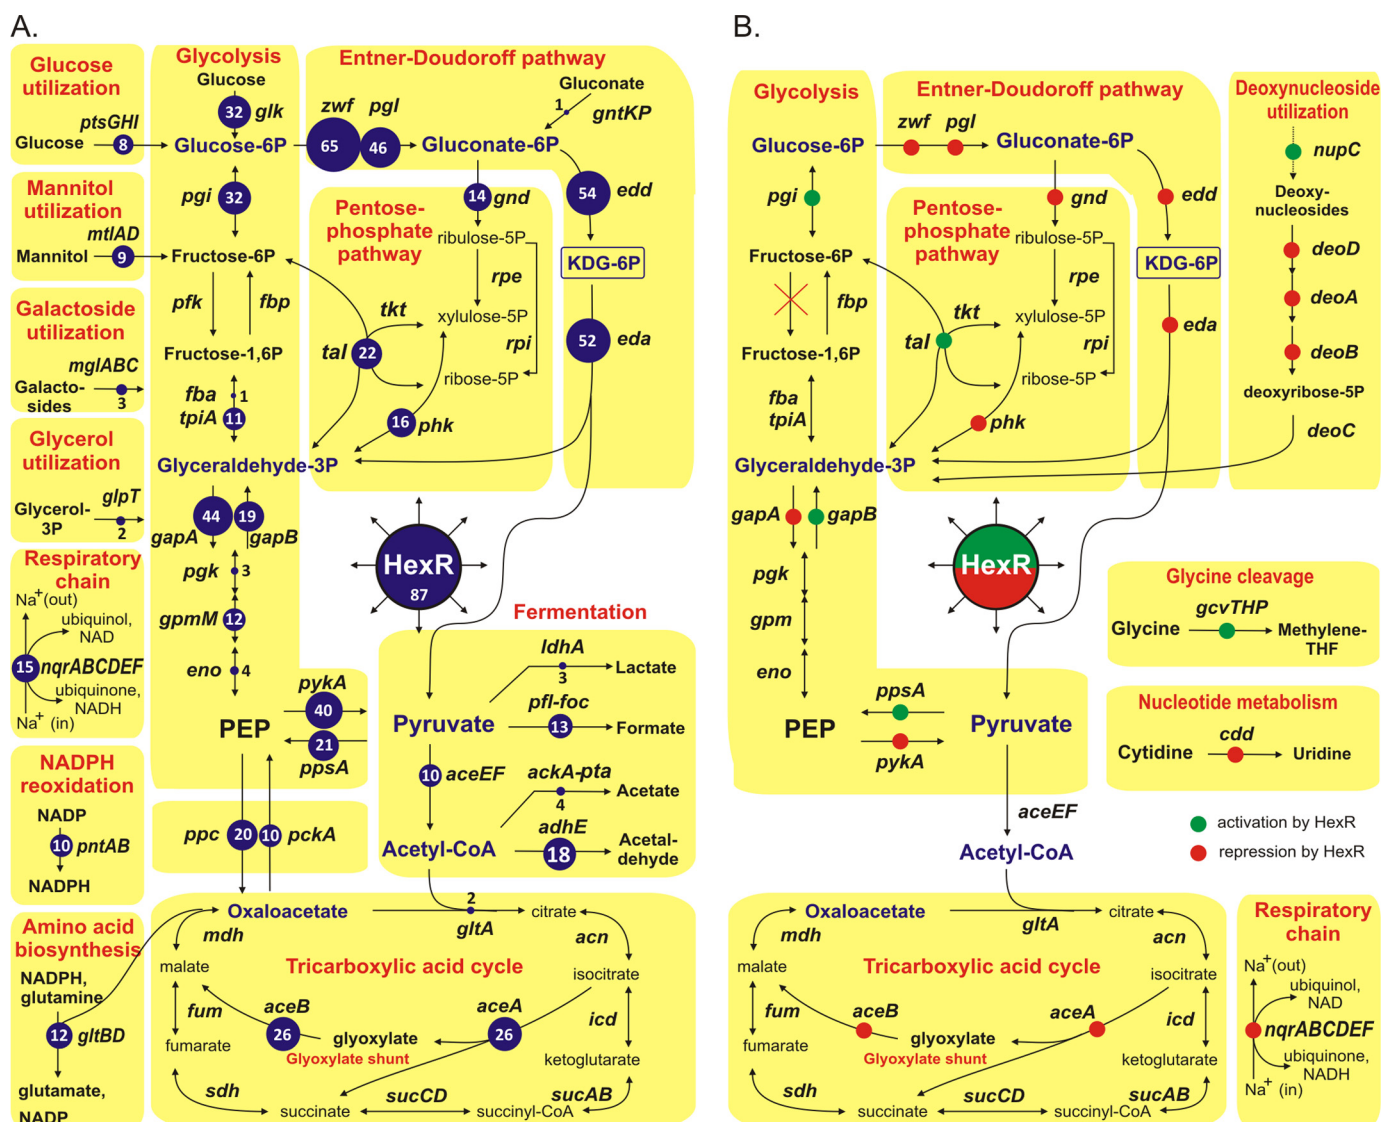 A.
Glucose
utilization
ptsGHI
Glucose
8
Mannitol
utilization
mtlAD
Mannitol
9
Galactoside
utilization
mglABC
Galacto-
sides
3
Glycerol
utilization
glpT
Glycerol-
3P
2
Respiratory
chain
Na+(out)
ubiquinol,
NAD
15
nqrABCDEF
ubiquinone,
NADH
Na+ (in)
NADPH
reoxidation
NADP
10
pntAB
NADPH
Amino acid
biosynthesis
NADPH,
glutamine
12
gltBD
glutamate,
NADP
Glycolysis
Glucose
32
glk
Glucose-6P
pgi
32
Fructose-6P
pfk
fbp
Fructose-1,6P
fba
1
tpiA
11
Glyceraldehyde-3P
44
19
gapA
gapB
pgk
3
gpmM
12
eno
4
PEP
pykA
40
21
ppsA
ppc
20
10
pckA
Entner-Doudoroff pathway
zwf
pgl
65
46
Gluconate
1
gntKP
Gluconate-6P
14
gnd
54
edd
KDG-6P
52
eda
Pentose-
phosphate
pathway
ribulose-5P
rpe
tkt
xylulose-5P
rpi
tal
22
ribose-5P
16
phk
HexR
87
Fermentation
ldhA
3
Lactate
pfl-foc
Pyruvate
13
Formate
10
aceEF
ackA-pta
4
Acetate
adhE
Acetyl-CoA
18
Acetal-
dehyde
Oxaloacetate
2
gltA
citrate
mdh
acn
malate
Tricarboxylic acid cycle
isocitrate
fum
aceB
26
glyoxylate
aceA
26
icd
Glyoxylate shunt
fumarate
ketoglutarate
sdh
sucCD
sucAB
succinate
succinyl-CoA
B.
Glycolysis
Glucose-6P
pgi
Fructose-6P
fbp
Fructose-1,6P
fba
tpiA
Glyceraldehyde-3P
gapA
gapB
pgk
gpm
eno
PEP
ppsA
pykA
Pyruvate
aceEF
Acetyl-CoA
Entner-Doudoroff pathway
zwf
pgl
Gluconate-6P
gnd
edd
KDG-6P
eda
Pentose-
phosphate
pathway
ribulose-5P
rpe
tkt
xylulose-5P
rpi
tal
ribose-5P
phk
HexR
Deoxynucleoside
utilization
nupC
Deoxy-
nucleosides
deoD
deoA
deoB
deoxyribose-5P
deoC
Glycine cleavage
gcvTHP
Glycine
Methylene-
THF
Nucleotide metabolism
cdd
Cytidine
Uridine
activation by HexR
repression by HexR
Oxaloacetate
gltA
citrate
mdh
acn
malate
Tricarboxylic acid cycle
isocitrate
fum
aceB
glyoxylate
aceA
icd
Glyoxylate shunt
fumarate
ketoglutarate
sdh
sucCD
sucAB
succinate
succinyl-CoA
Respiratory
chain
Na+(out)
ubiquinol,
NAD
nqrABCDEF
ubiquinone,
NADH
Na+ (in)